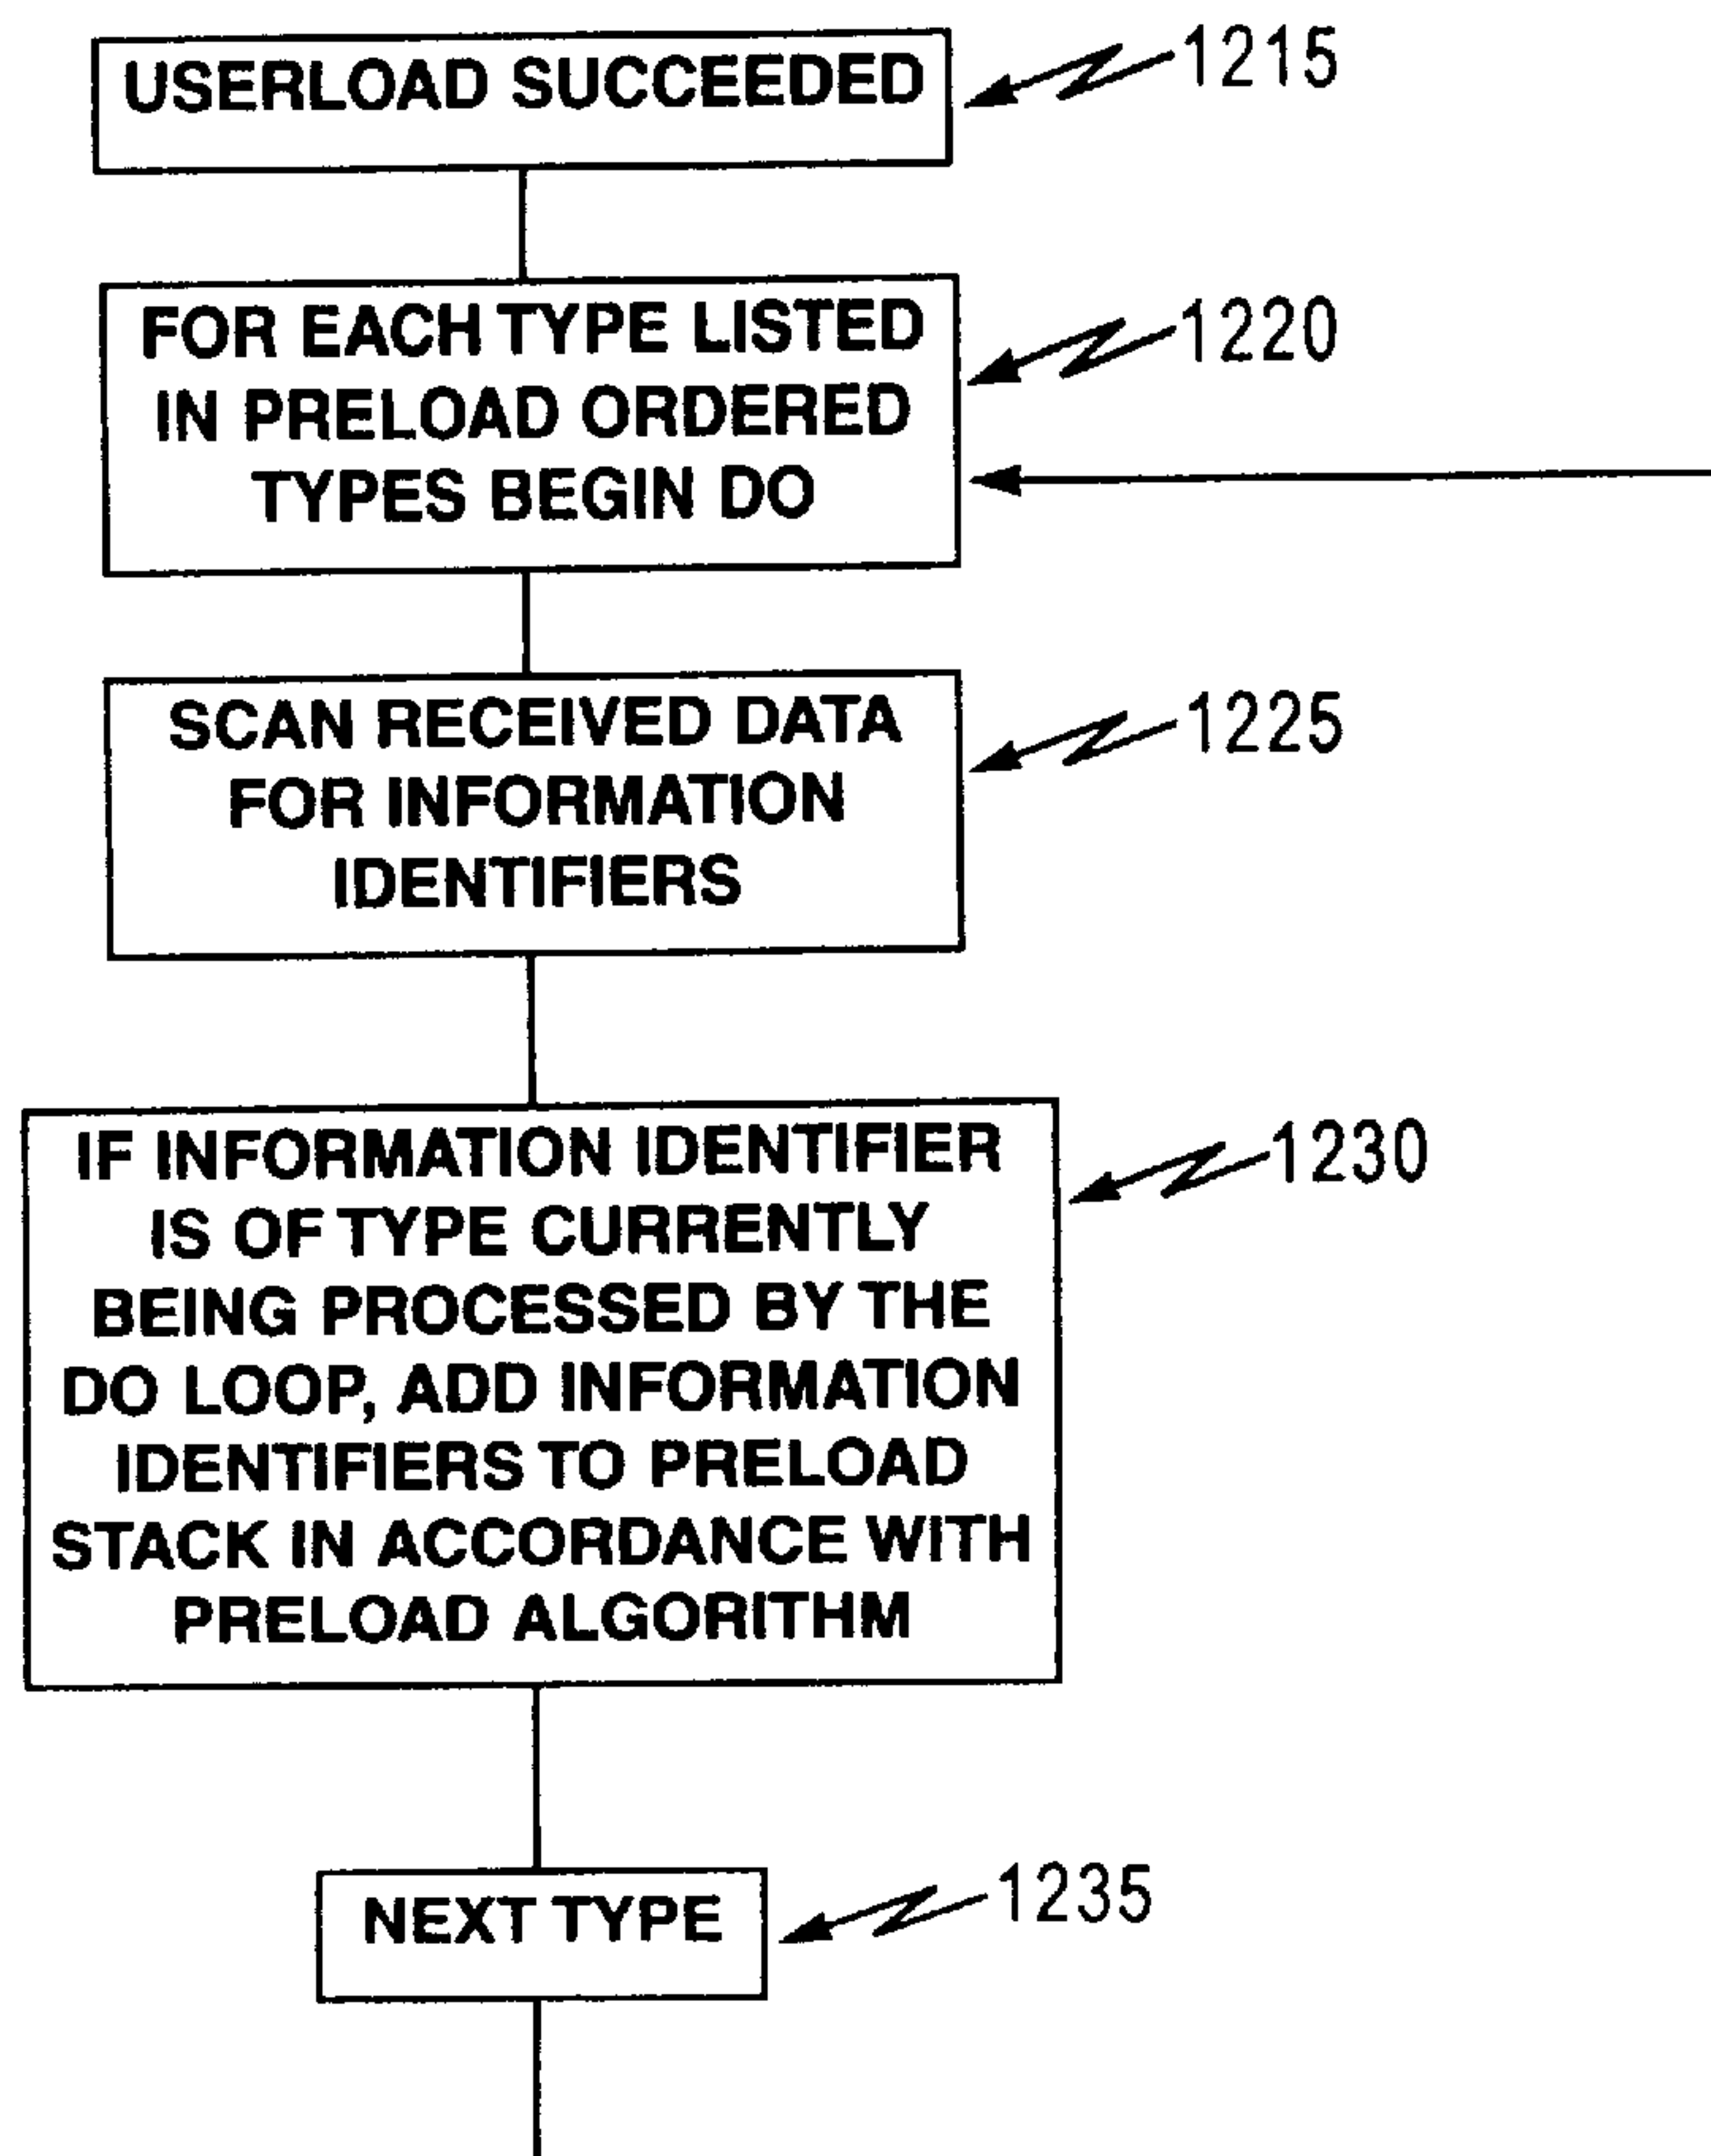 USERLOAD SUCCEEDED
1215
FOR EACH TYPE LISTED
IN PRELOAD ORDERED
TYPES BEGIN DO
1220
SCAN RECEIVED DATA
FOR INFORMATION
IDENTIFIERS
1225
IF INFORMATION IDENTIFIER
IS OF TYPE CURRENTLY
BEING PROCESSED BY THE
DO LOOP, ADD INFORMATION
IDENTIFIERS TO PRELOAD
STACK IN ACCORDANCE WITH
PRELOAD ALGORITHM
1230
NEXT TYPE
1235